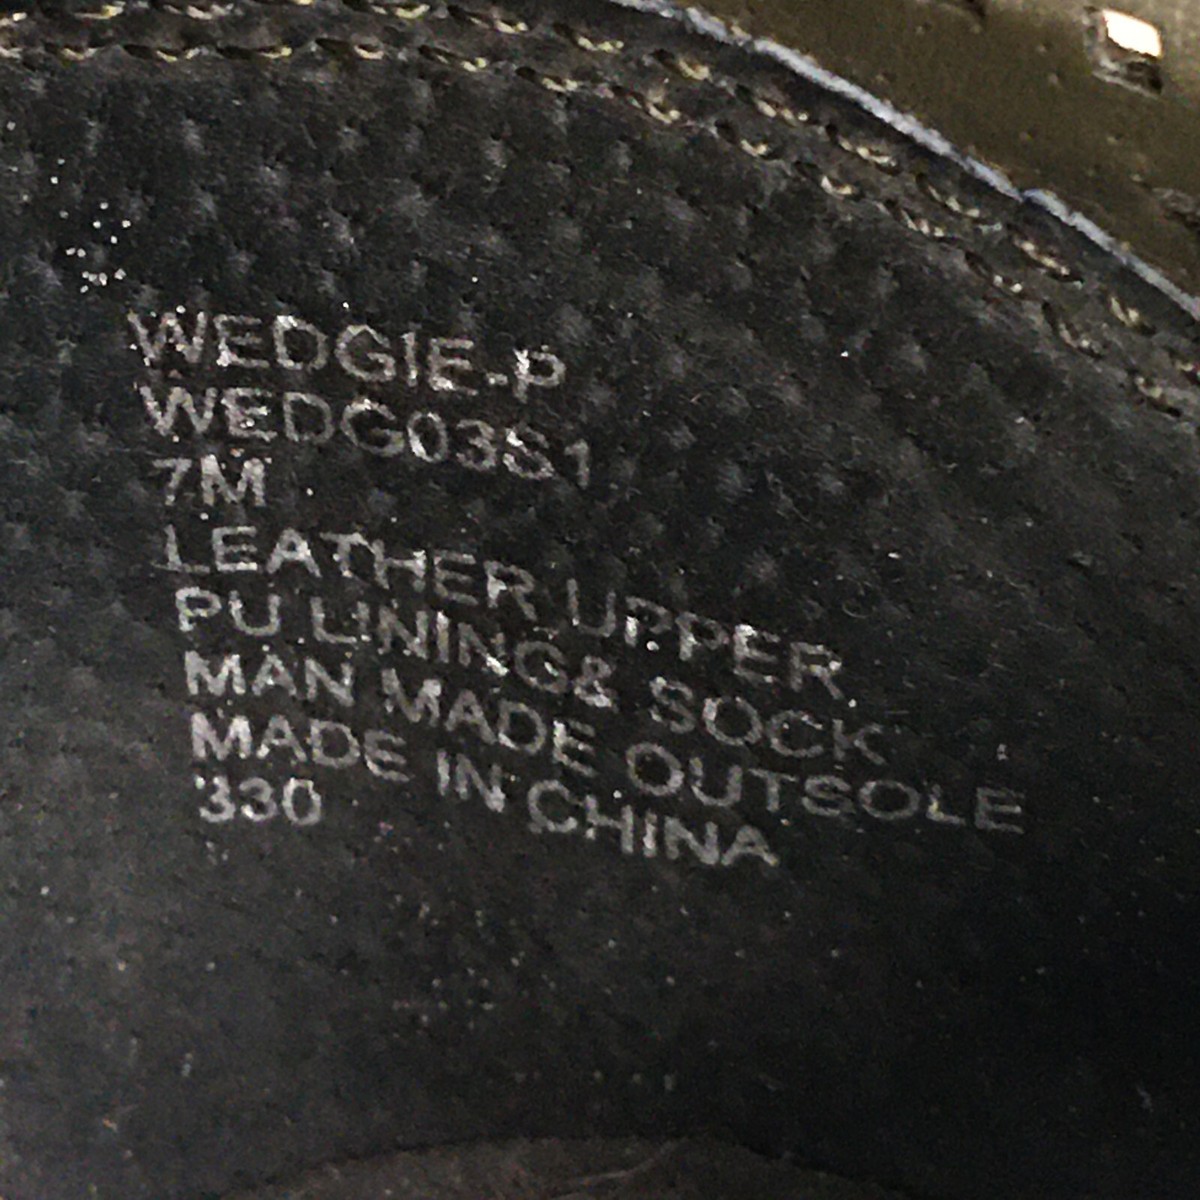 WEDGIE-P
WEDG03S1
7M
LEATHER UPPER
PU LINING& SOCK
MAN MADE OUTSOLE
MADE IN CHINA
330